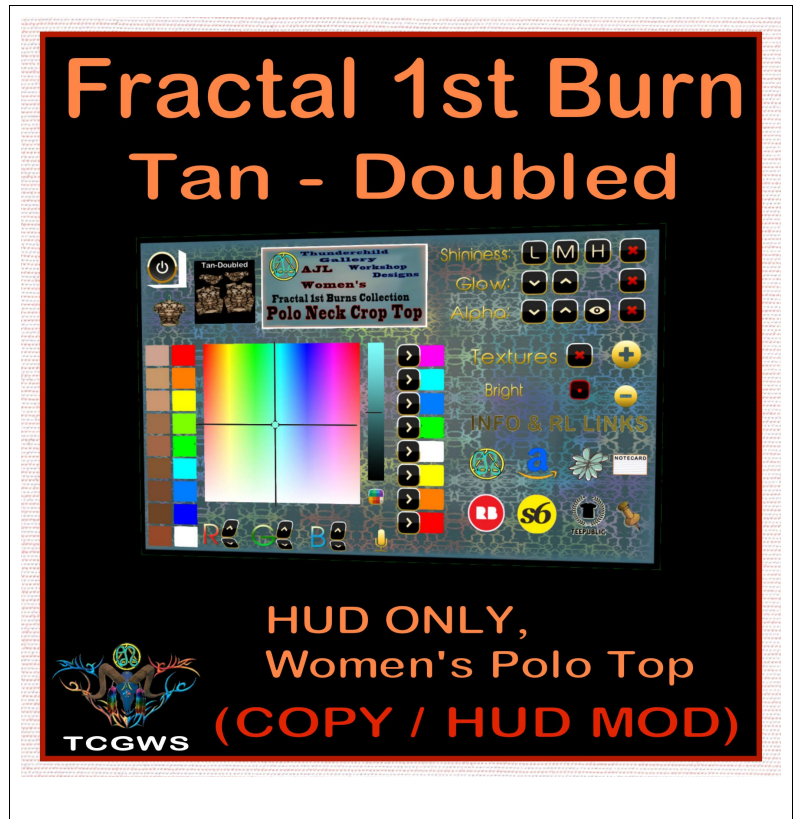 Fractal 1st Burn
Tan - Doubled
Tan-Doubled
Thunderchild
Gallery
AJL Workshop
Designs
Women's
Fractal 1st Burns Collection
Polo Neck Crop Top
Shininess: L M H
Glow:
Alpha:
Textures
Bright
INFO & RL LINKS
a
NOTECARD
RB
s6
TEEPUBLIC
R G B
HUD ONLY,
Women's Polo Top
(COPY / HUD MOD)
TCGWS